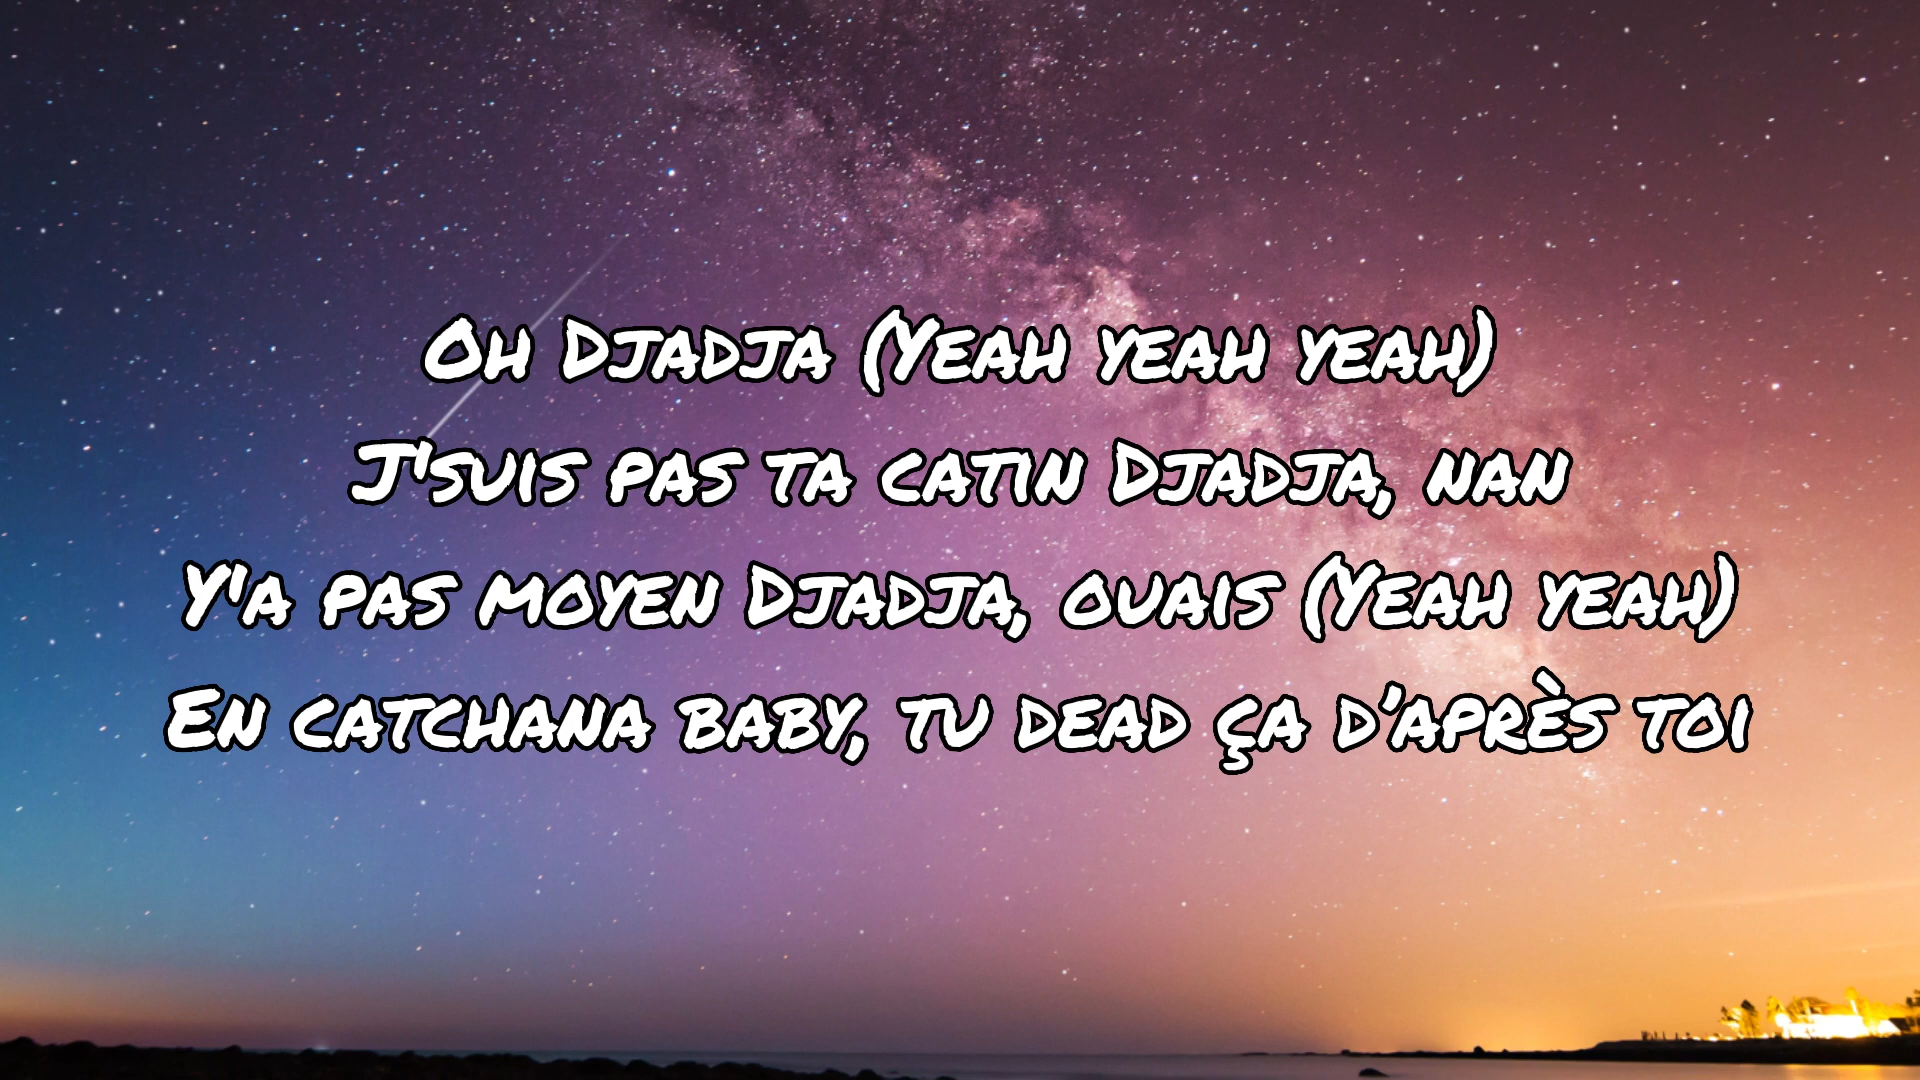 Oh Djadja (Yeah yeah yeah)
J'suis pas ta catin Djadja, nan
Y'a pas moyen Djadja, ouais (Yeah yeah)
En catchana baby, tu dead ça d’après toi